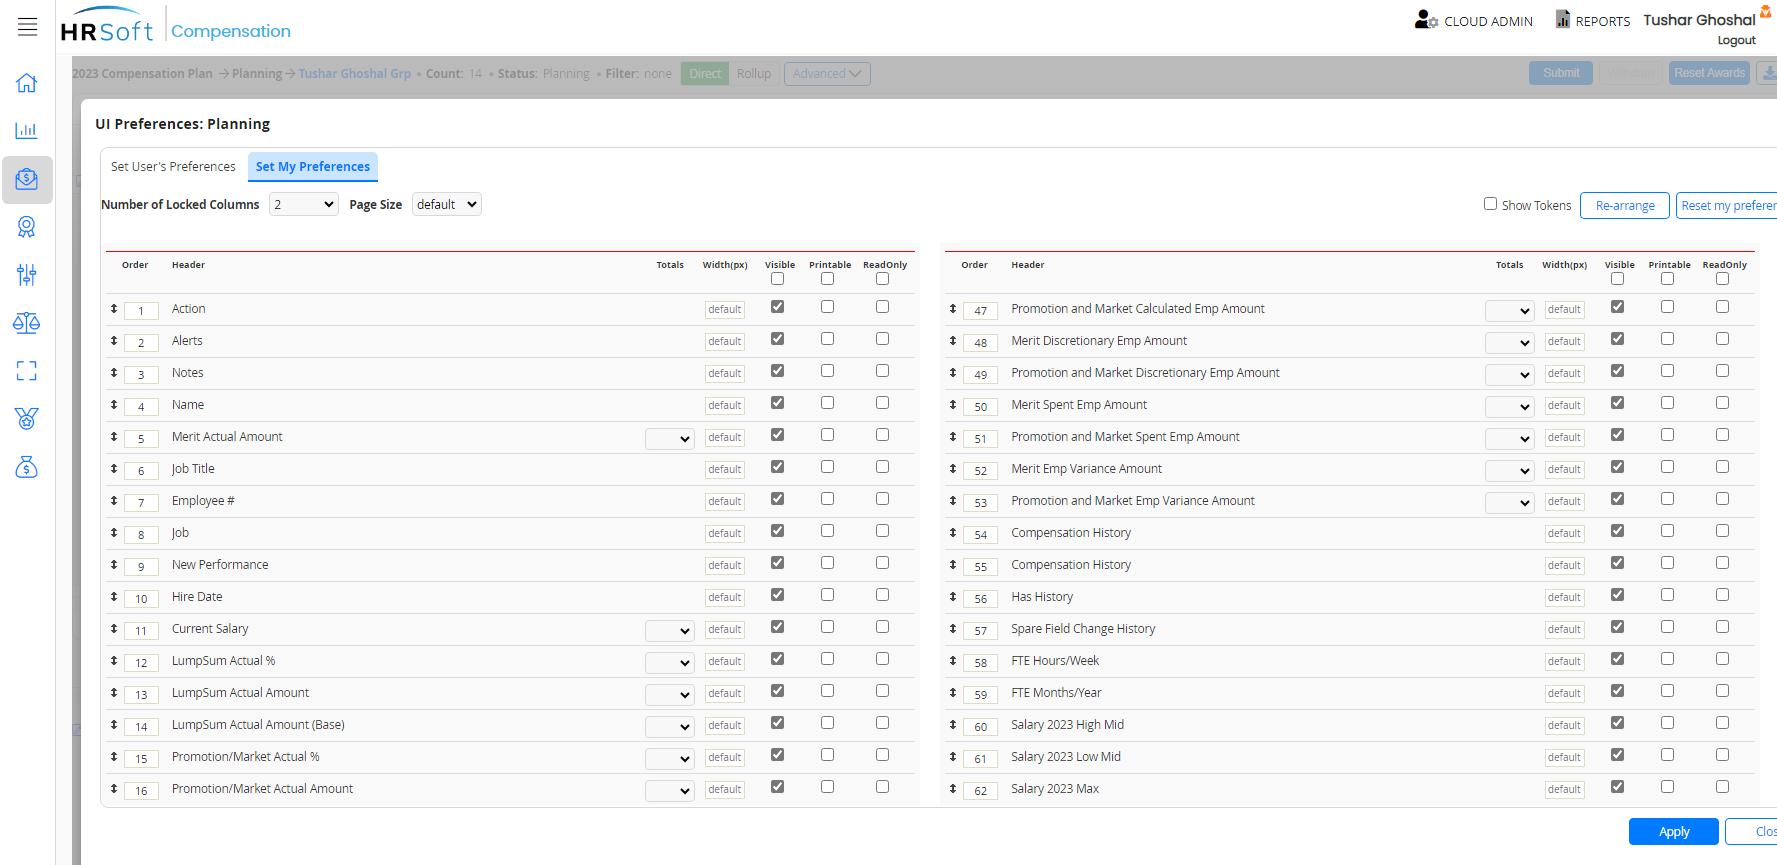 HRSoft Compensation
CLOUD ADMIN REPORTS Tushar Ghoshal
Logout
2023 Compensation Plan → Planning → Tushar Ghoshal Grp • Count: 14 • Status: Planning • Filter: none Direct Rollup Advanced Submit Reset Awards
UI Preferences: Planning
Set User's Preferences Set My Preferences
Number of Locked Columns 2 Page Size default Show Tokens Re-arrange Reset my prefere
Order Header Totals Width(px) Visible Printable ReadOnly
1 Action default
2 Alerts default
3 Notes default
4 Name default
5 Merit Actual Amount default
6 Job Title default
7 Employee # default
8 Job default
9 New Performance default
10 Hire Date default
11 Current Salary default
12 LumpSum Actual % default
13 LumpSum Actual Amount default
14 LumpSum Actual Amount (Base) default
15 Promotion/Market Actual % default
16 Promotion/Market Actual Amount default
Order Header Totals Width(px) Visible Printable ReadOnly
47 Promotion and Market Calculated Emp Amount default
48 Merit Discretionary Emp Amount default
49 Promotion and Market Discretionary Emp Amount default
50 Merit Spent Emp Amount default
51 Promotion and Market Spent Emp Amount default
52 Merit Emp Variance Amount default
53 Promotion and Market Emp Variance Amount default
54 Compensation History default
55 Compensation History default
56 Has History default
57 Spare Field Change History default
58 FTE Hours/Week default
59 FTE Months/Year default
60 Salary 2023 High Mid default
61 Salary 2023 Low Mid default
62 Salary 2023 Max default
Apply Clos